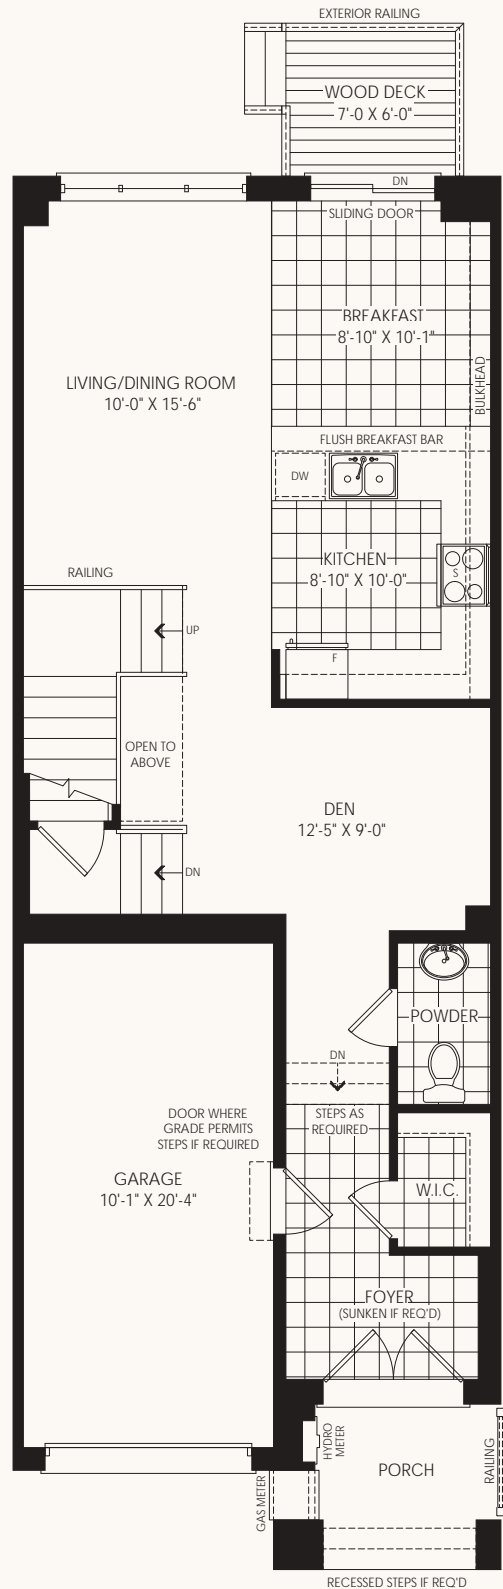 EXTERIOR RAILING
WOOD DECK
7'-0 X 6'-0"
DN
SLIDING DOOR
BREAKFAST
8'-10" X 10'-1"
BULKHEAD
LIVING/DINING ROOM
10'-0" X 15'-6"
FLUSH BREAKFAST BAR
DW
KITCHEN
8'-10" X 10'-0"
S
F
RAILING
UP
OPEN TO
ABOVE
DEN
12'-5" X 9'-0"
DN
POWDER
DN
STEPS AS
REQUIRED
DOOR WHERE
GRADE PERMITS
STEPS IF REQUIRED
GARAGE
10'-1" X 20'-4"
W.I.C.
FOYER
(SUNKEN IF REQ'D)
HYDRO
METER
PORCH
RAILING
GAS METER
RECESSED STEPS IF REQ'D